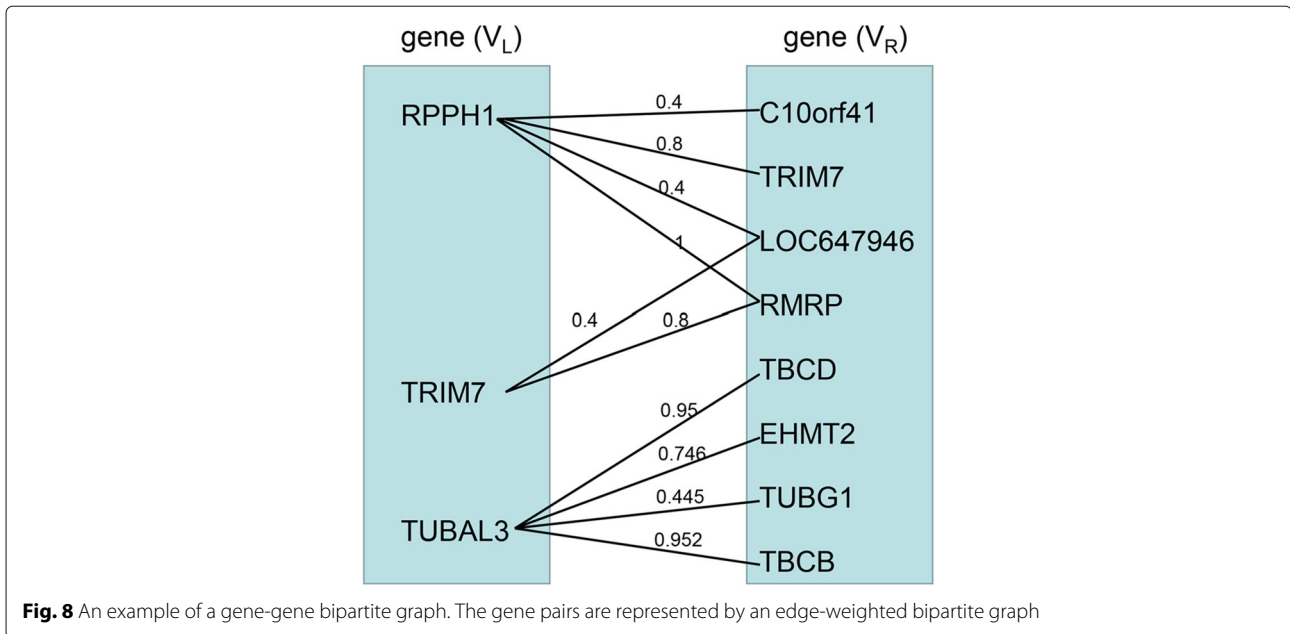 gene (VL) gene (VR)
RPPH1
TRIM7
TUBAL3
0.4
0.8
0.4
1
0.4 0.8
0.95
0.746
0.445
0.952
C10orf41
TRIM7
LOC647946
RMRP
TBCD
EHMT2
TUBG1
TBCB
Fig. 8 An example of a gene-gene bipartite graph. The gene pairs are represented by an edge-weighted bipartite graph